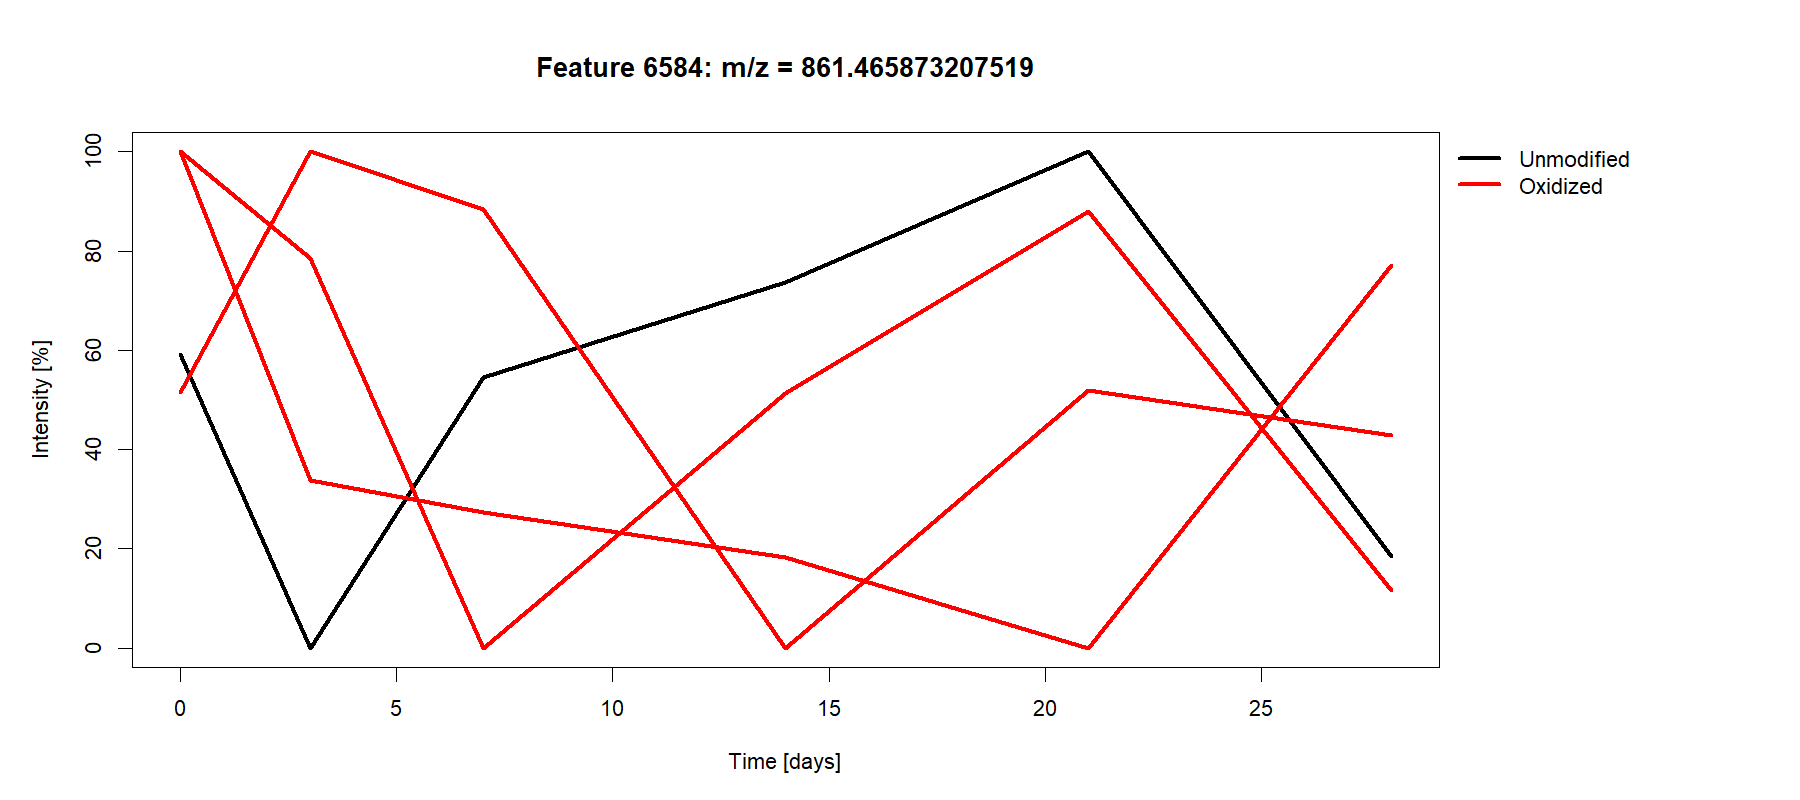 Feature 6584: m/z = 861.465873207519
Unmodified
Oxidized
Intensity [%]
100
80
60
40
20
0
0 5 10 15 20 25
Time [days]